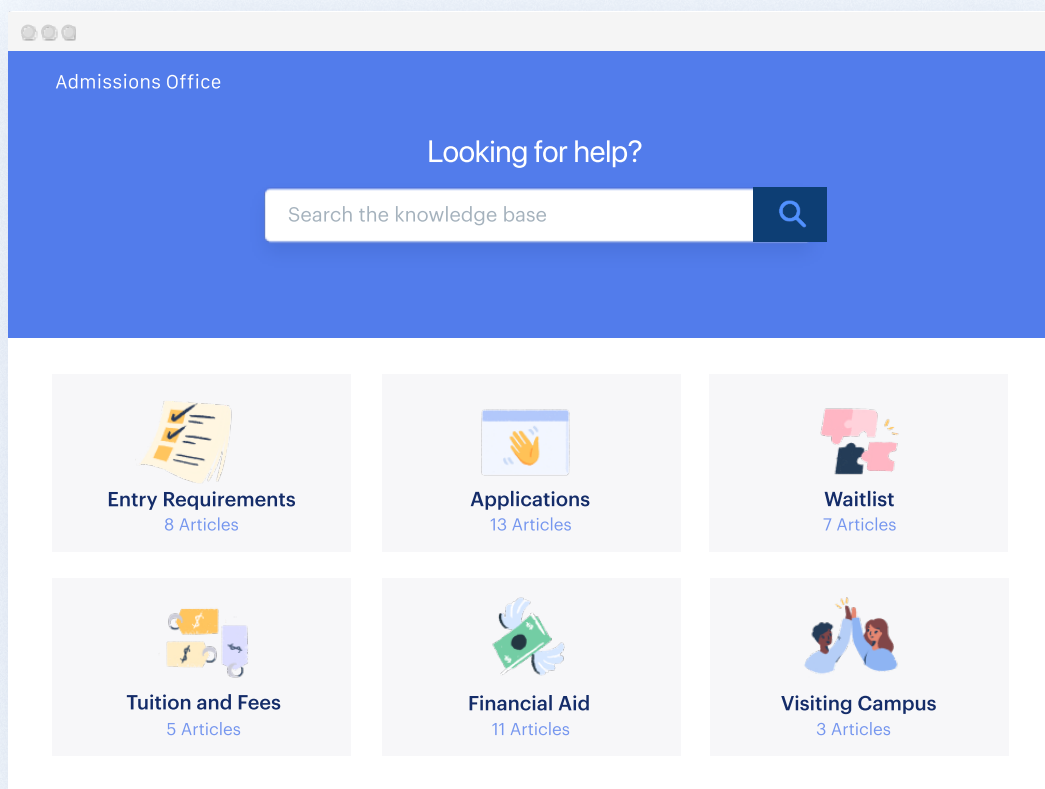 Admissions Office
Looking for help?
Search the knowledge base
Entry Requirements
8 Articles
Applications
13 Articles
Waitlist
7 Articles
$
$
$
Tuition and Fees
5 Articles
Financial Aid
11 Articles
Visiting Campus
3 Articles